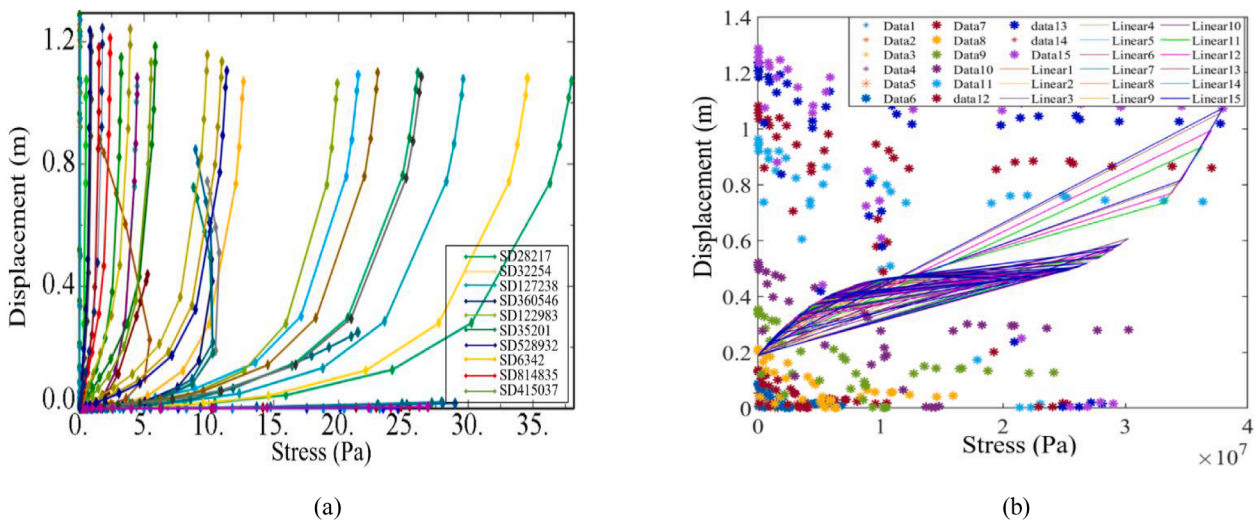 1.2
0.8
0.4
0.0
Displacement (m)
SD28217
SD32254
SD127238
SD360546
SD122983
SD35201
SD528932
SD6342
SD814835
SD415037
0. 5. 10. 15. 20. 25. 30. 35.
Stress (Pa)
(a)
1.4
1.2
1
0.8
0.6
0.4
0.2
0
Displacement (m)
Data1 Data7 data13 Linear4 Linear10
Data2 Data8 data14 Linear5 Linear11
Data3 Data9 Data15 Linear6 Linear12
Data4 Data10 Linear1 Linear7 Linear13
Data5 Data11 Linear2 Linear8 Linear14
Data6 data12 Linear3 Linear9 Linear15
0 1 2 3 4
Stress (Pa)
×10⁷
(b)